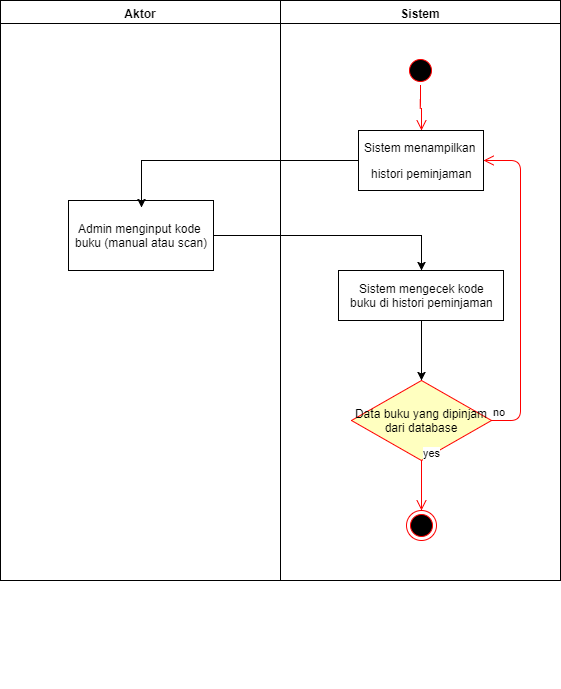 Aktor
Sistem
Sistem menampilkan
histori peminjaman
Admin menginput kode
buku (manual atau scan)
Sistem mengecek kode
buku di histori peminjaman
Data buku yang dipinjam
dari database
no
yes